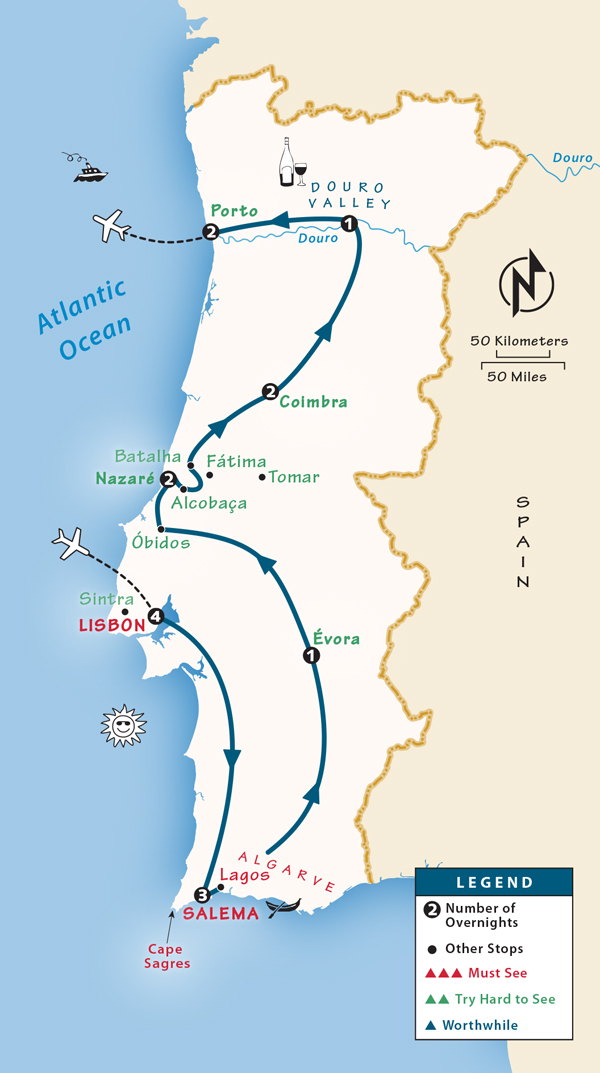 Douro
DOURO
VALLEY
Porto
2
1
Douro
Atlantic
Ocean
N
50 Kilometers
50 Miles
2
Coimbra
Batalha
Fátima
Nazaré
2
Tomar
Alcobaça
Óbidos
SPAIN
Sintra
LISBON
4
Évora
1
ALGARVE
Lagos
3
SALEMA
Cape
Sagres
LEGEND
2 Number of
Overnights
Other Stops
Must See
Try Hard to See
Worthwhile